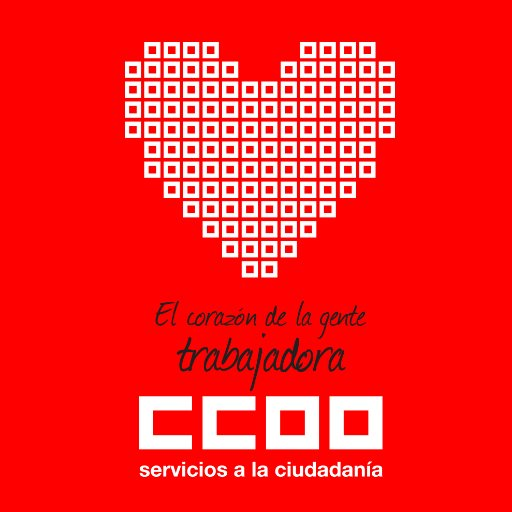 El corazón de la gente
trabajadora
CCOO
servicios a la ciudadanía